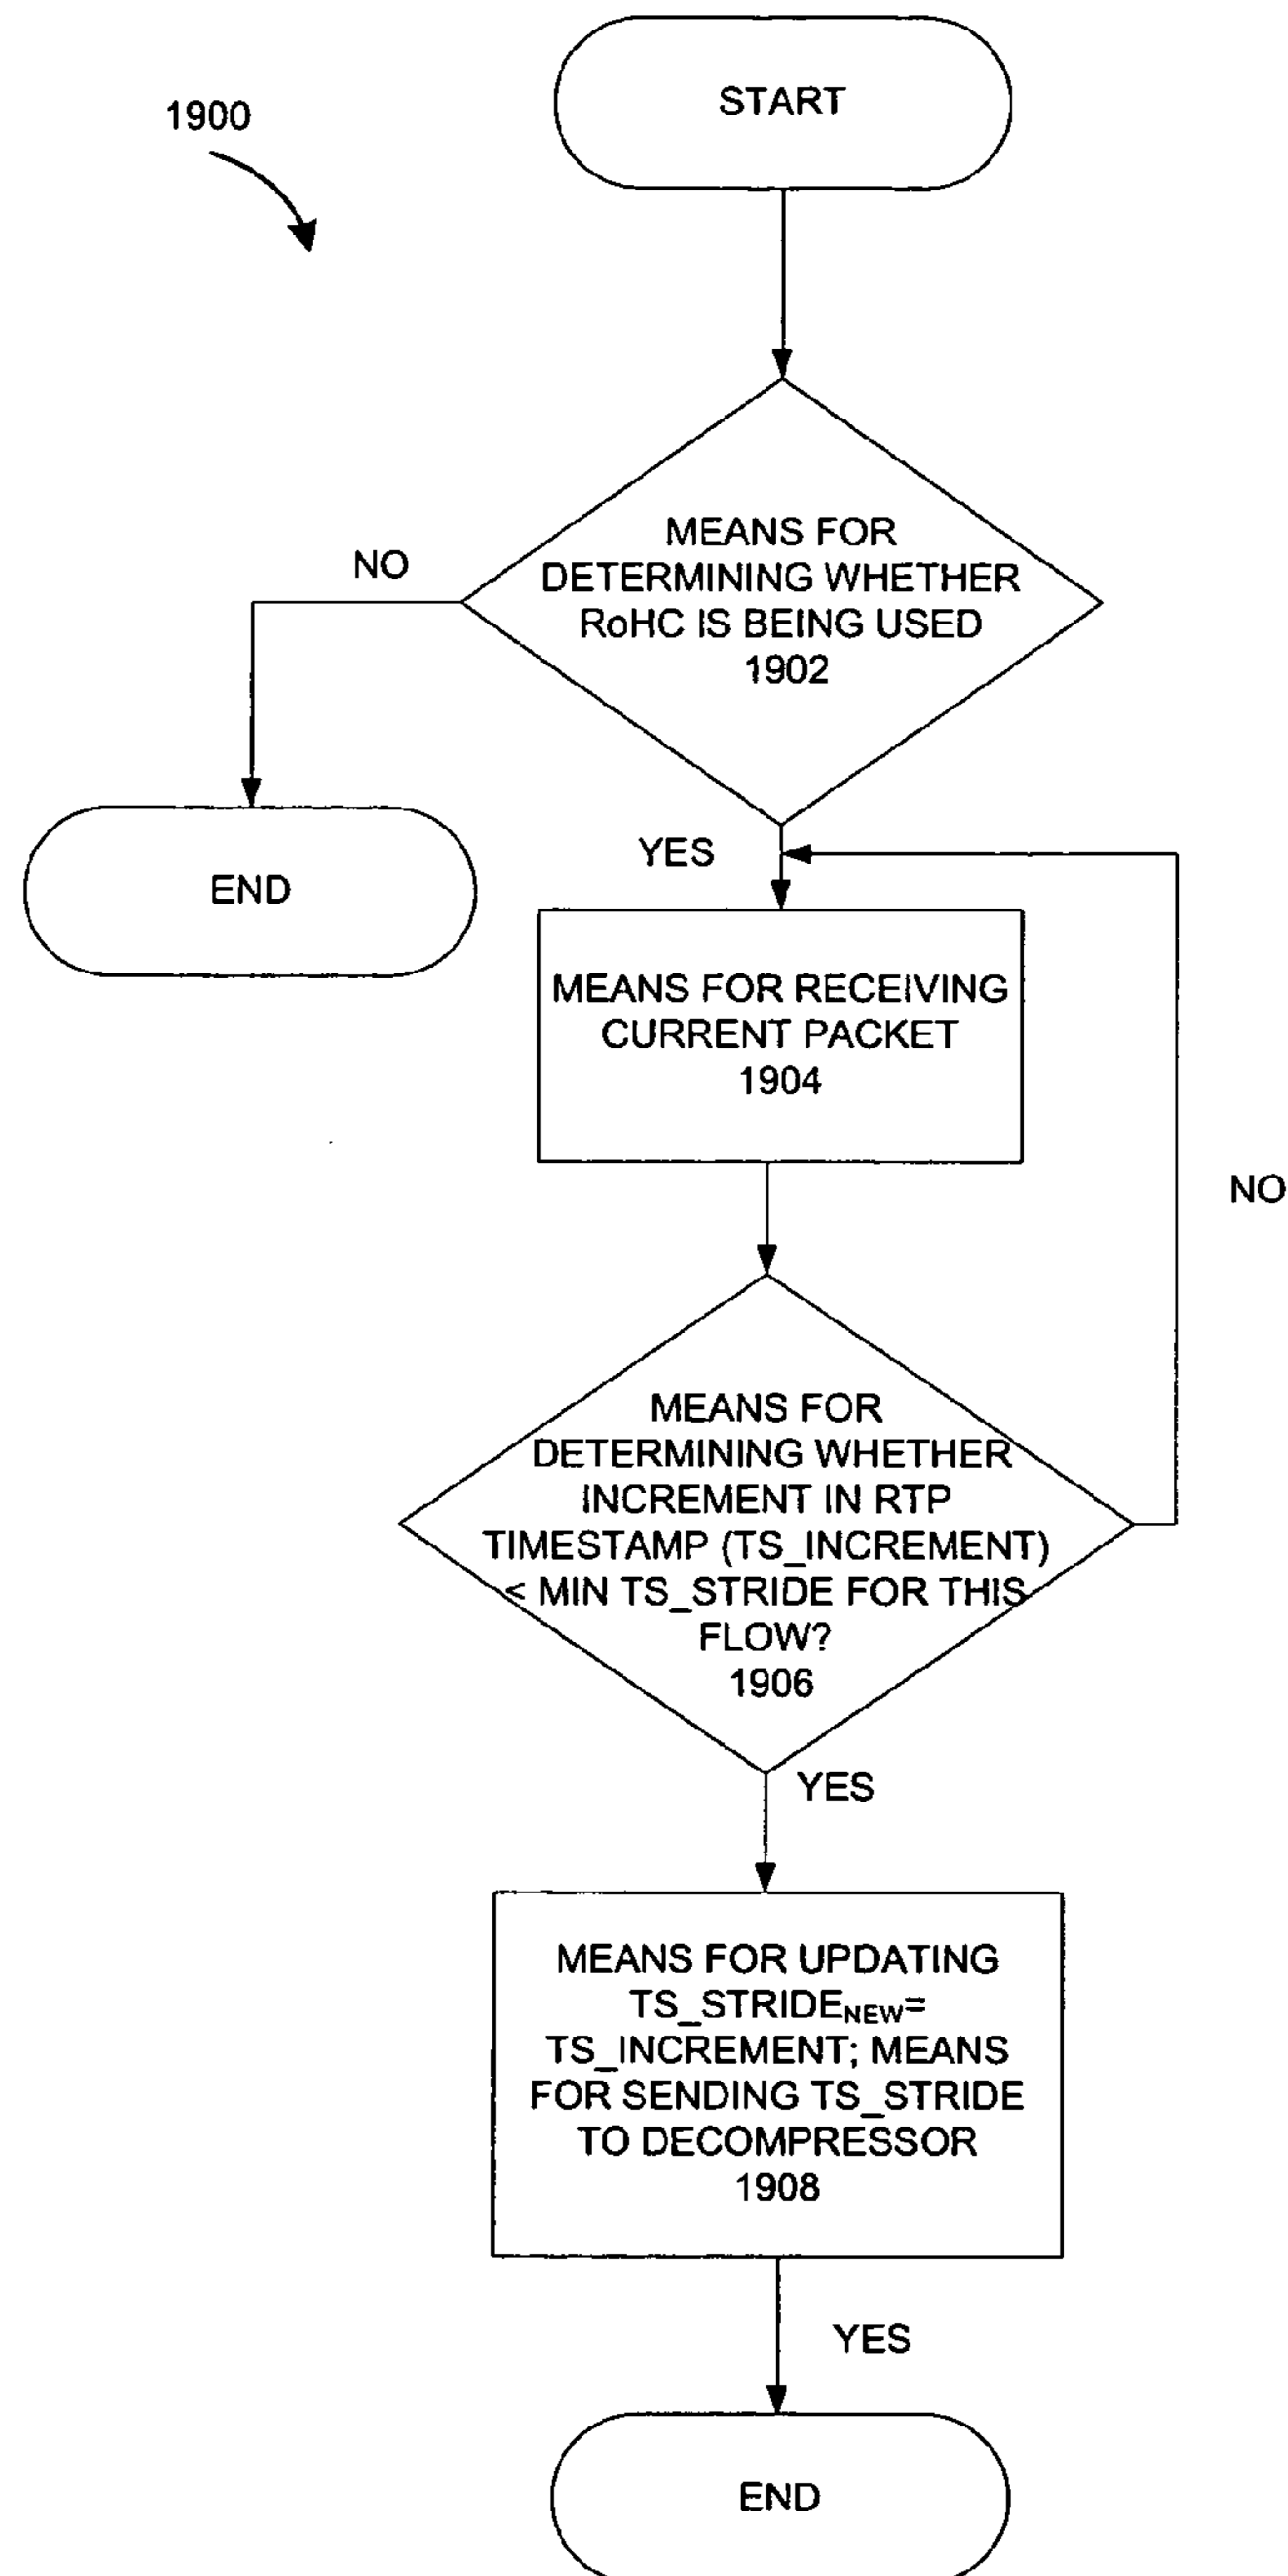 1900
START
MEANS FOR
DETERMINING WHETHER
RoHC IS BEING USED
1902
NO
END
YES
MEANS FOR RECEIVING
CURRENT PACKET
1904
NO
MEANS FOR
DETERMINING WHETHER
INCREMENT IN RTP
TIMESTAMP (TS_INCREMENT)
< MIN TS_STRIDE FOR THIS
FLOW?
1906
YES
MEANS FOR UPDATING
TS_STRIDENEW=
TS_INCREMENT; MEANS
FOR SENDING TS_STRIDE
TO DECOMPRESSOR
1908
YES
END